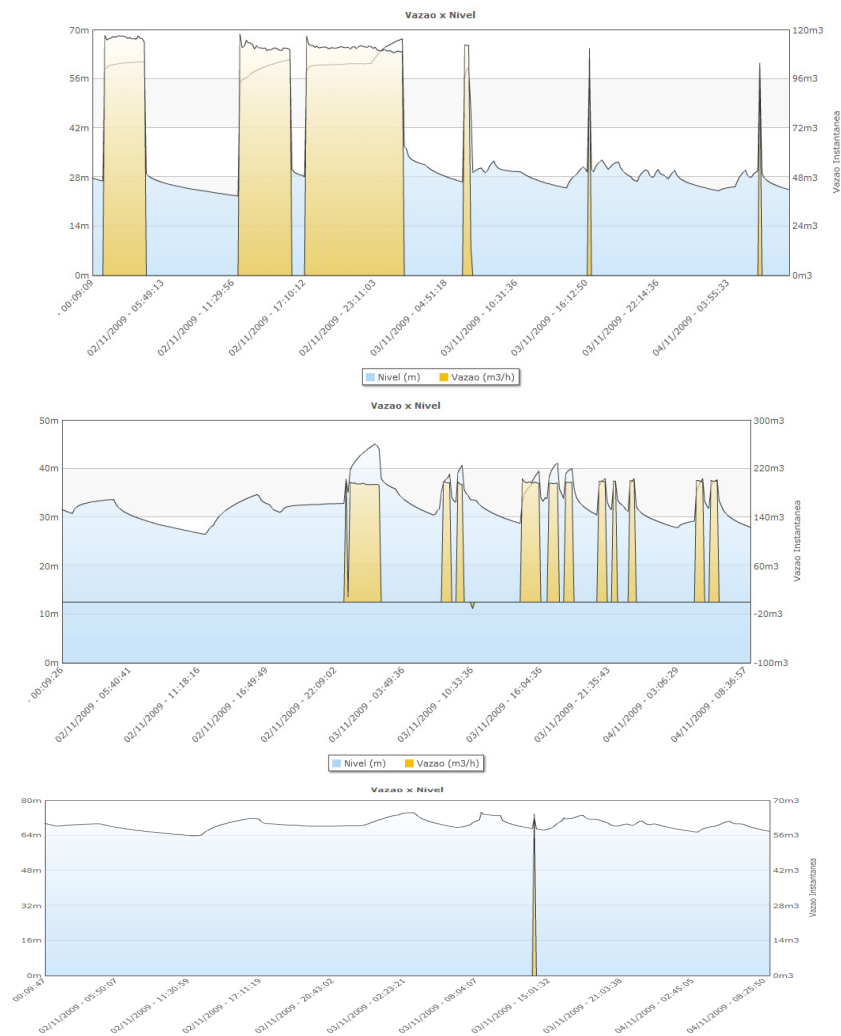 Vazao x Nivel
70m
56m
42m
28m
14m
0m
120m3
96m3
72m3
48m3
24m3
0m3
Vazao Instantanea
- 00:09:09
02/11/2009 - 05:49:13
02/11/2009 - 11:29:56
02/11/2009 - 17:10:12
02/11/2009 - 23:11:03
03/11/2009 - 04:51:18
03/11/2009 - 10:31:36
03/11/2009 - 16:12:50
03/11/2009 - 22:14:36
04/11/2009 - 03:55:33
Nivel (m) Vazao (m3/h)
Vazao x Nivel
50m
40m
30m
20m
10m
0m
300m3
220m3
140m3
60m3
-20m3
-100m3
Vazao Instantanea
- 00:09:26
02/11/2009 - 05:40:41
02/11/2009 - 11:18:16
02/11/2009 - 16:49:49
02/11/2009 - 22:09:02
03/11/2009 - 03:49:36
03/11/2009 - 10:33:36
03/11/2009 - 16:04:36
03/11/2009 - 21:35:43
04/11/2009 - 03:06:29
04/11/2009 - 08:36:57
Nivel (m) Vazao (m3/h)
Vazao x Nivel
80m
64m
48m
32m
16m
0m
70m3
56m3
42m3
28m3
14m3
0m3
Vazao Instantanea
00:09:47
02/11/2009 - 05:50:07
02/11/2009 - 11:30:59
02/11/2009 - 17:11:19
02/11/2009 - 20:43:02
03/11/2009 - 02:23:21
03/11/2009 - 08:04:07
03/11/2009 - 15:01:32
03/11/2009 - 21:03:38
04/11/2009 - 02:45:05
04/11/2009 - 08:25:50